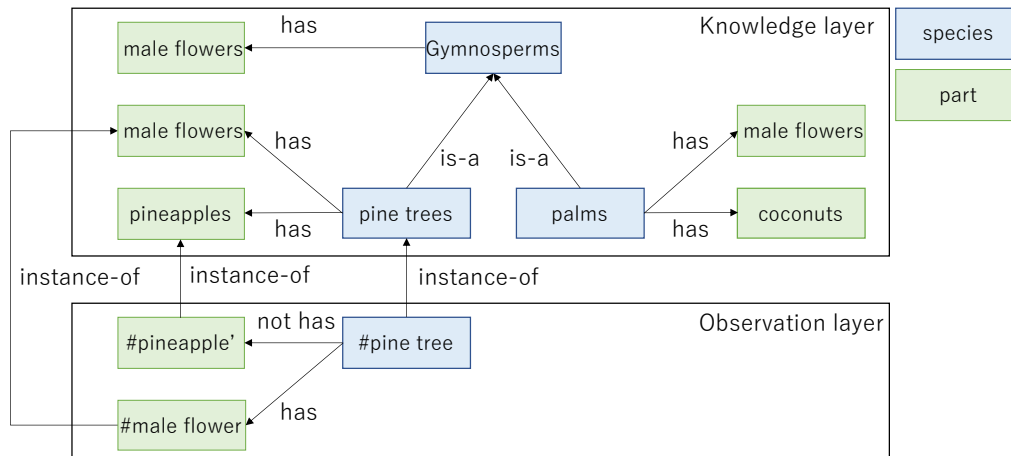 has
Knowledge layer
species
male flowers
Gymnosperms
part
male flowers
has
is-a
is-a
has
male flowers
pineapples
has
pine trees
palms
has
coconuts
instance-of
instance-of
instance-of
not has
Observation layer
#pineapple’
#pine tree
has
#male flower